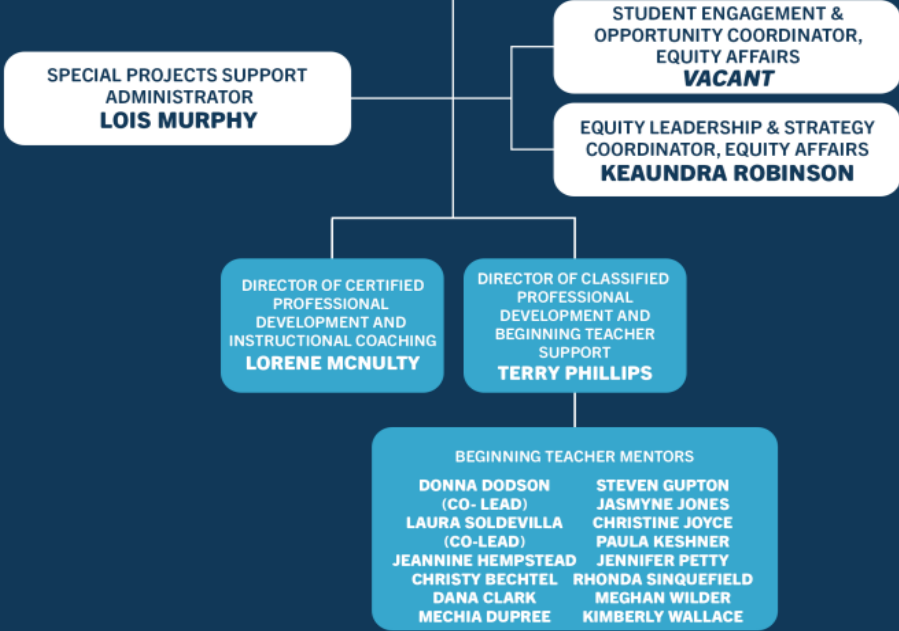 STUDENT ENGAGEMENT &
OPPORTUNITY COORDINATOR,
EQUITY AFFAIRS
VACANT
SPECIAL PROJECTS SUPPORT
ADMINISTRATOR
LOIS MURPHY
EQUITY LEADERSHIP & STRATEGY
COORDINATOR, EQUITY AFFAIRS
KEAUNDRA ROBINSON
DIRECTOR OF CERTIFIED
PROFESSIONAL
DEVELOPMENT AND
INSTRUCTIONAL COACHING
LORENE MCNULTY
DIRECTOR OF CLASSIFIED
PROFESSIONAL
DEVELOPMENT AND
BEGINNING TEACHER
SUPPORT
TERRY PHILLIPS
BEGINNING TEACHER MENTORS
DONNA DODSON
(CO- LEAD)
LAURA SOLDEVILLA
(CO-LEAD)
JEANNINE HEMPSTEAD
CHRISTY BECHTEL
DANA CLARK
MECHIA DUPREE
STEVEN GUPTON
JASMYNE JONES
CHRISTINE JOYCE
PAULA KESHNER
JENNIFER PETTY
RHONDA SINQUEFIELD
MEGHAN WILDER
KIMBERLY WALLACE